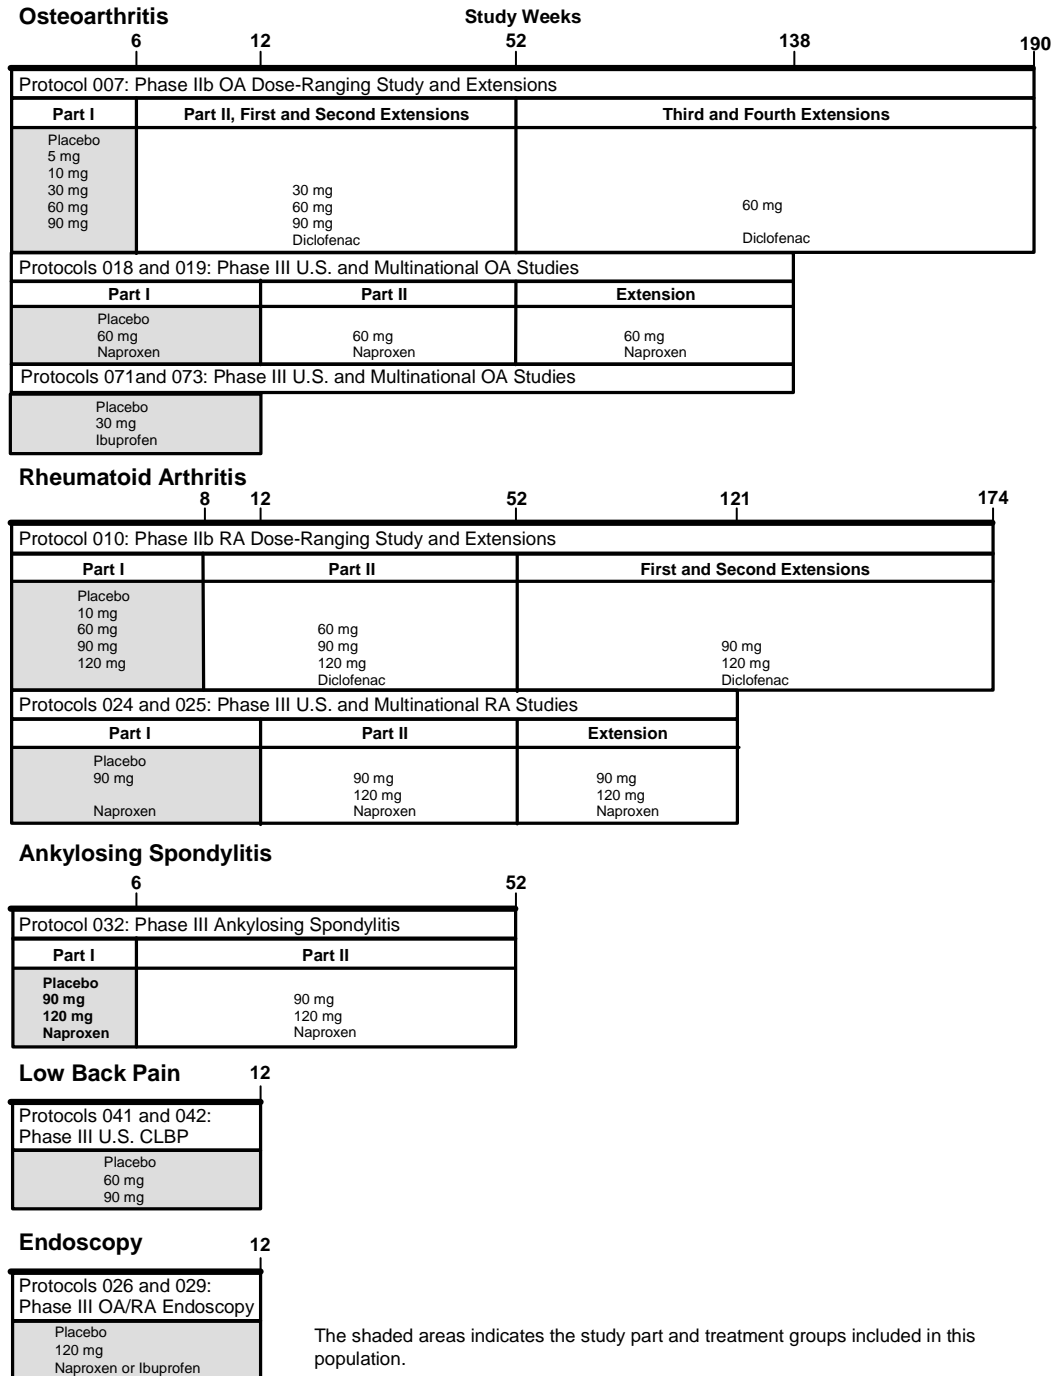 Osteoarthritis
Study Weeks
6 12 52 138 190
Protocol 007: Phase IIb OA Dose-Ranging Study and Extensions
Part I Part II, First and Second Extensions Third and Fourth Extensions
Placebo
5 mg
10 mg
30 mg 30 mg
60 mg 60 mg 60 mg
90 mg 90 mg
Diclofenac Diclofenac
Protocols 018 and 019: Phase III U.S. and Multinational OA Studies
Part I Part II Extension
Placebo
60 mg 60 mg 60 mg
Naproxen Naproxen Naproxen
Protocols 071and 073: Phase III U.S. and Multinational OA Studies
Placebo
30 mg
Ibuprofen
Rheumatoid Arthritis
8 12 52 121 174
Protocol 010: Phase IIb RA Dose-Ranging Study and Extensions
Part I Part II First and Second Extensions
Placebo
10 mg
60 mg 60 mg
90 mg 90 mg 90 mg
120 mg 120 mg 120 mg
Diclofenac Diclofenac
Protocols 024 and 025: Phase III U.S. and Multinational RA Studies
Part I Part II Extension
Placebo
90 mg 90 mg 90 mg
120 mg 120 mg
Naproxen Naproxen Naproxen
Ankylosing Spondylitis
6 52
Protocol 032: Phase III Ankylosing Spondylitis
Part I Part II
Placebo
90 mg 90 mg
120 mg 120 mg
Naproxen Naproxen
Low Back Pain 12
Protocols 041 and 042:
Phase III U.S. CLBP
Placebo
60 mg
90 mg
Endoscopy 12
Protocols 026 and 029:
Phase III OA/RA Endoscopy
Placebo
120 mg
Naproxen or Ibuprofen
The shaded areas indicates the study part and treatment groups included in this
population.